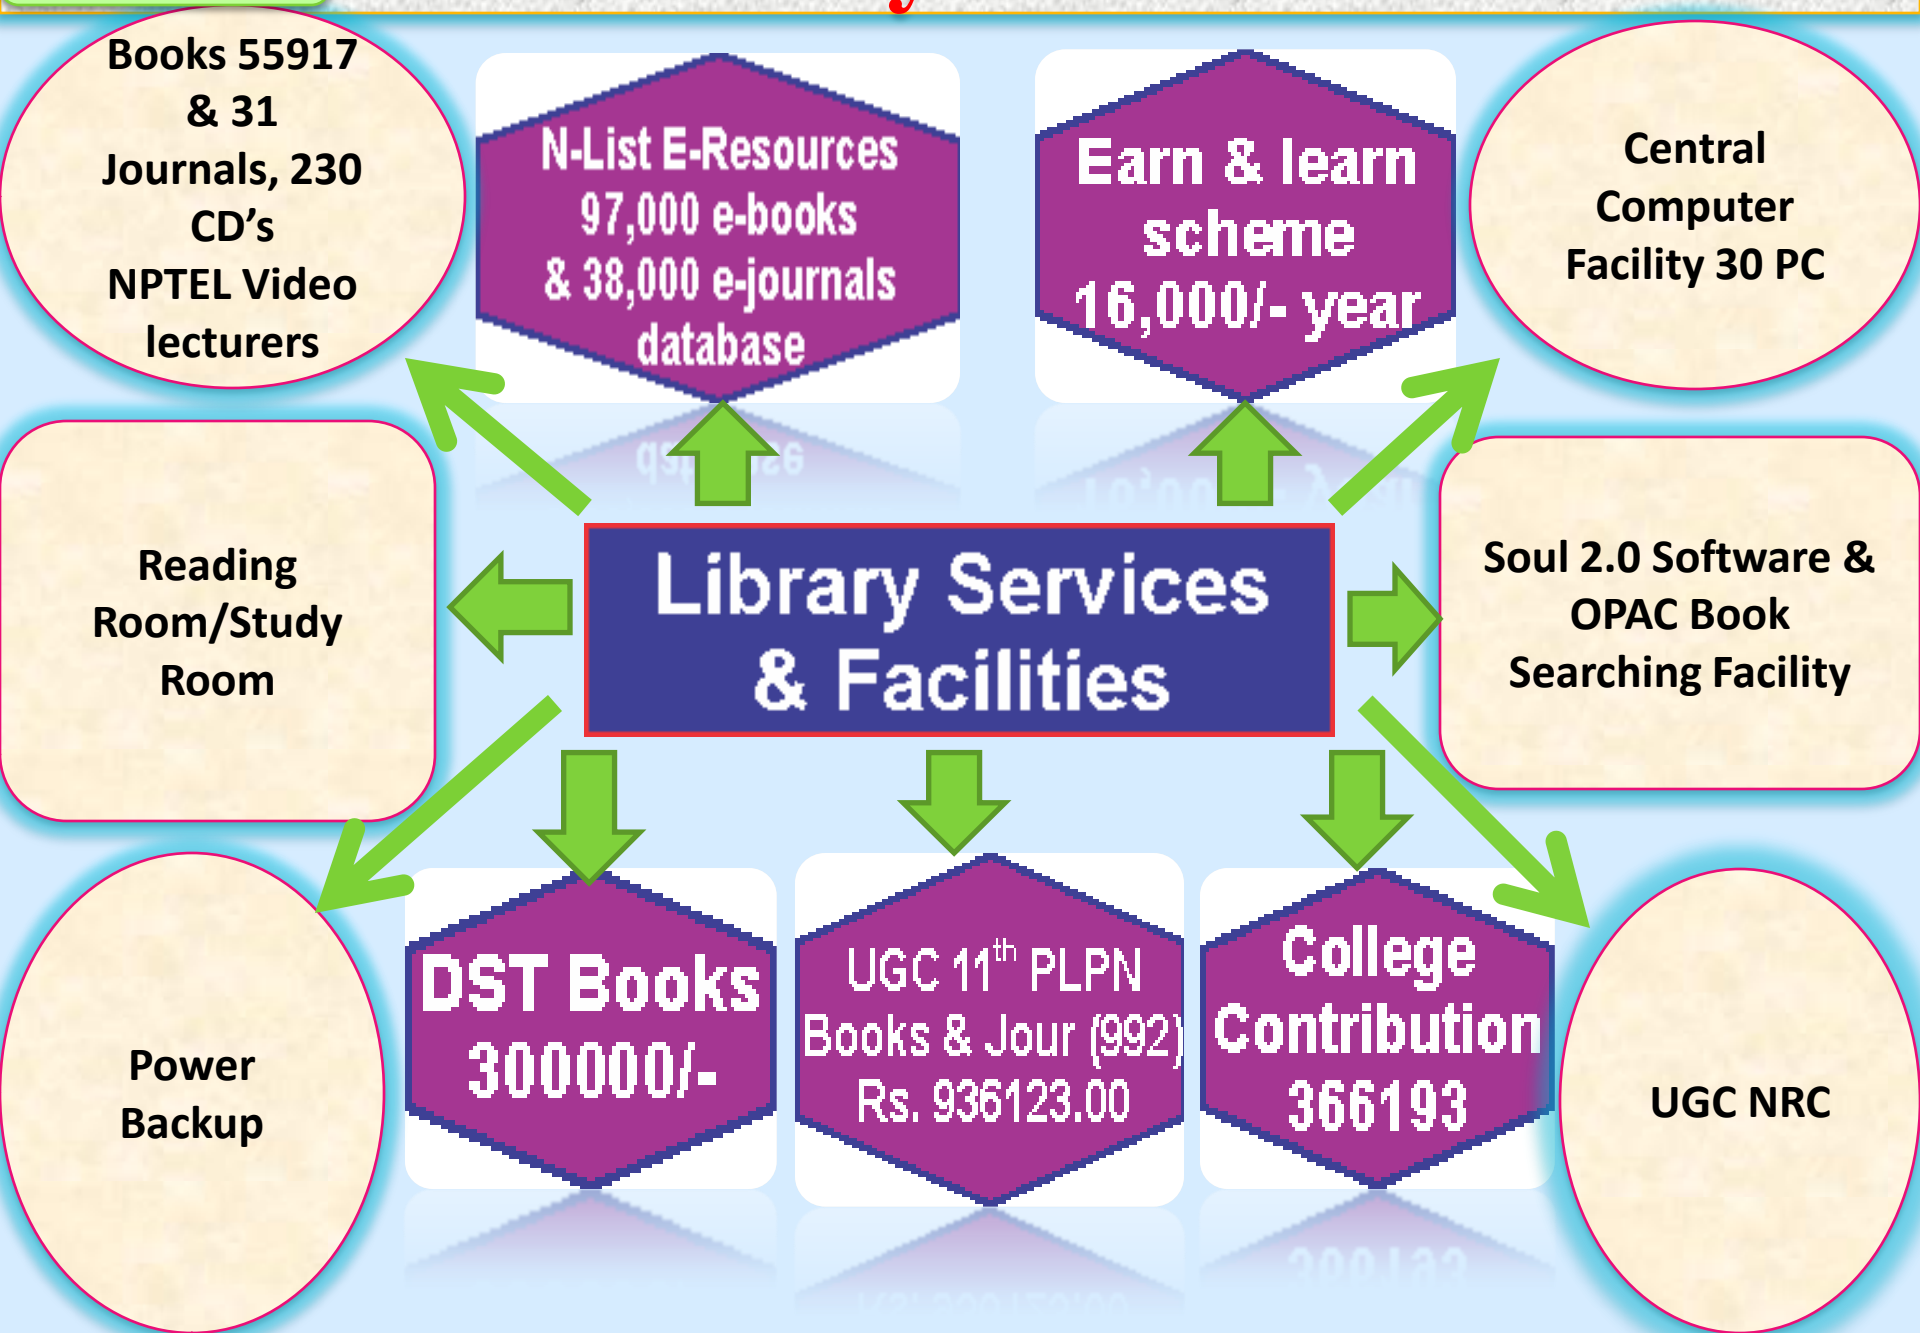 Books 55917
& 31
Journals, 230
CD’s
NPTEL Video
lecturers
N-List E-Resources
97,000 e-books
& 38,000 e-journals
database
Earn & learn
scheme
16,000/- year
Central
Computer
Facility 30 PC
Reading
Room/Study
Room
Library Services
& Facilities
Soul 2.0 Software &
OPAC Book
Searching Facility
Power
Backup
DST Books
300000/-
UGC 11th PLPN
Books & Jour (992)
Rs. 936123.00
College
Contribution
366193
UGC NRC